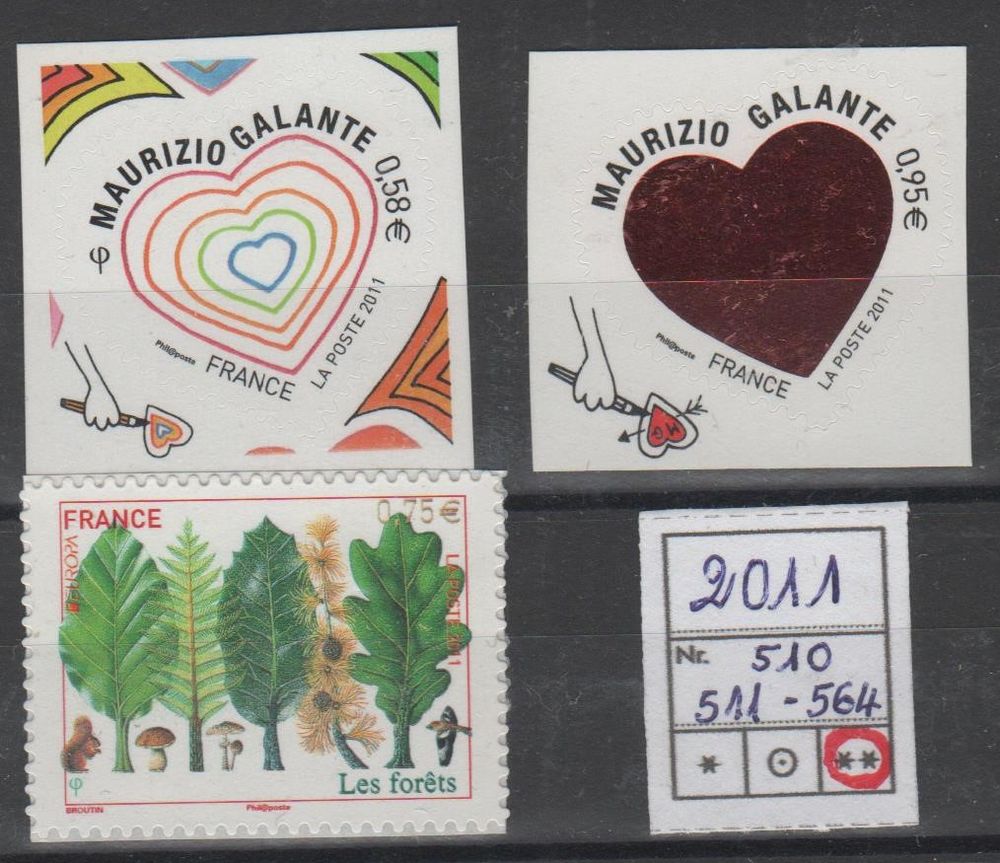 MAURIZIO GALANTE
0,58€
φ
LA POSTE 2011
Phil@poste
FRANCE
MAURIZIO GALANTE
0,95€
LA POSTE 2011
Phil@poste
FRANCE
MG
FRANCE
0,75€
EUROPA
LA POSTE 2011
Les forêts
φ
BROUTIN
Phil@poste
2011
Nr. 510
511-564
* ⊙ **